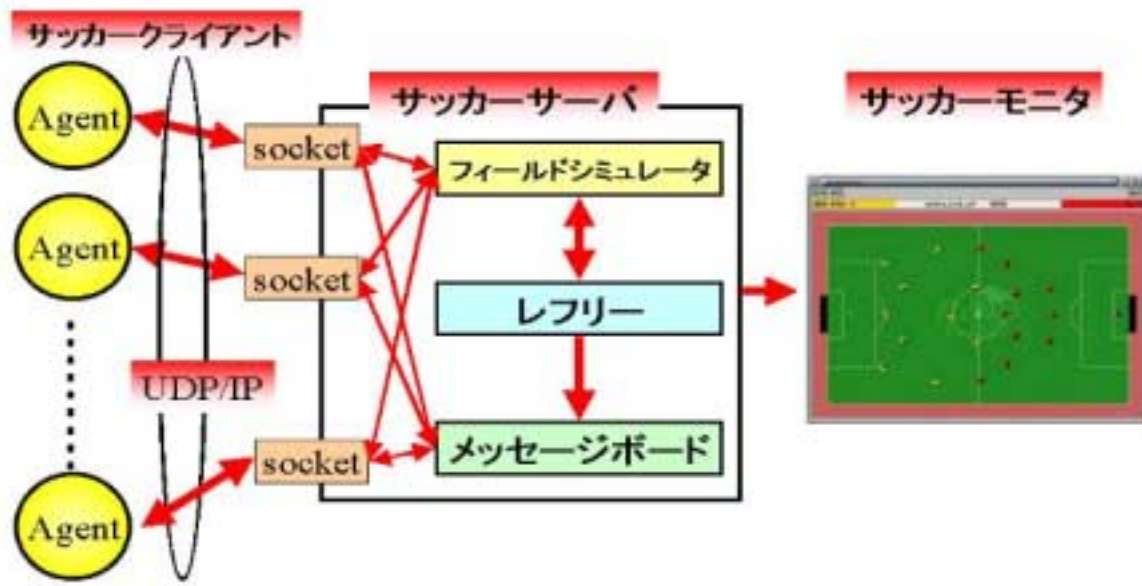 サッカークライアント
Agent
Agent
Agent
UDP/IP
socket
socket
socket
サッカーサーバ
フィールドシミュレータ
レフリー
メッセージボード
サッカーモニタ